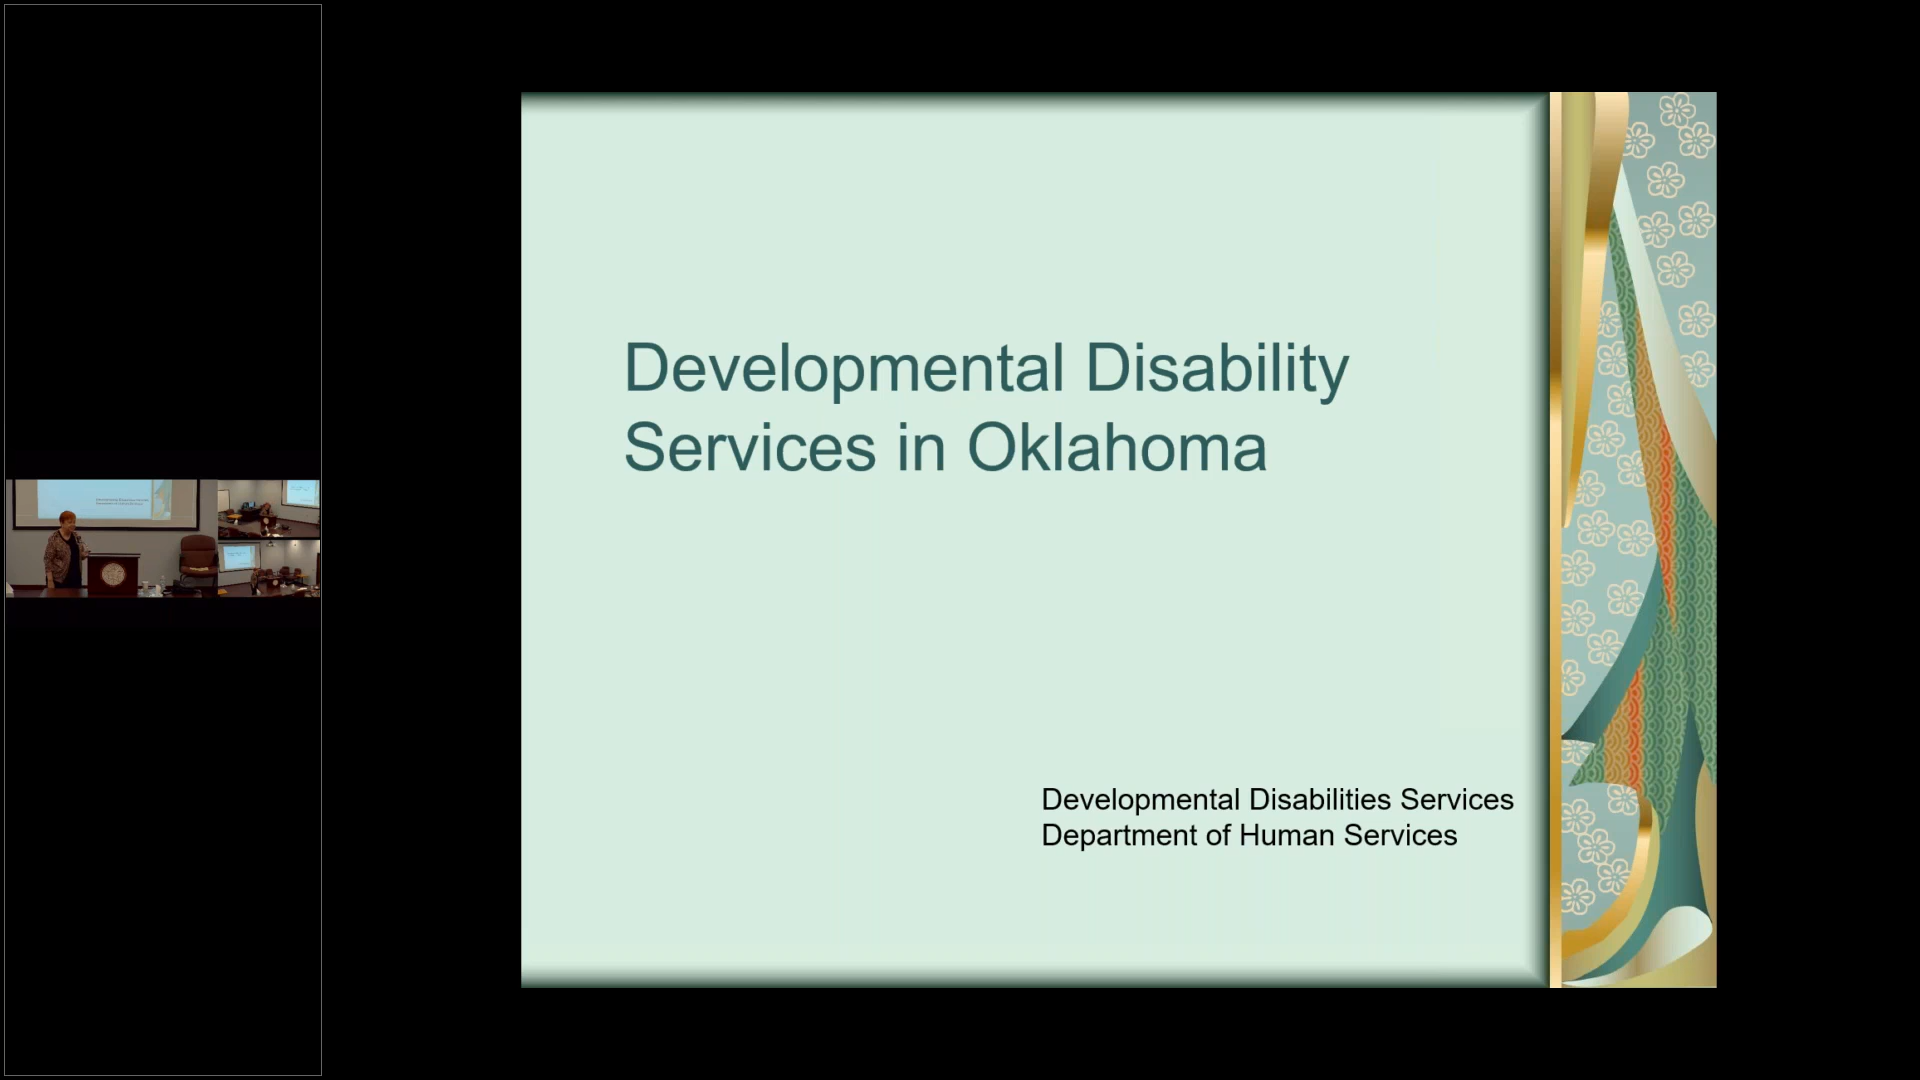 Developmental Disability
Services in Oklahoma
Developmental Disabilities Services
Department of Human Services